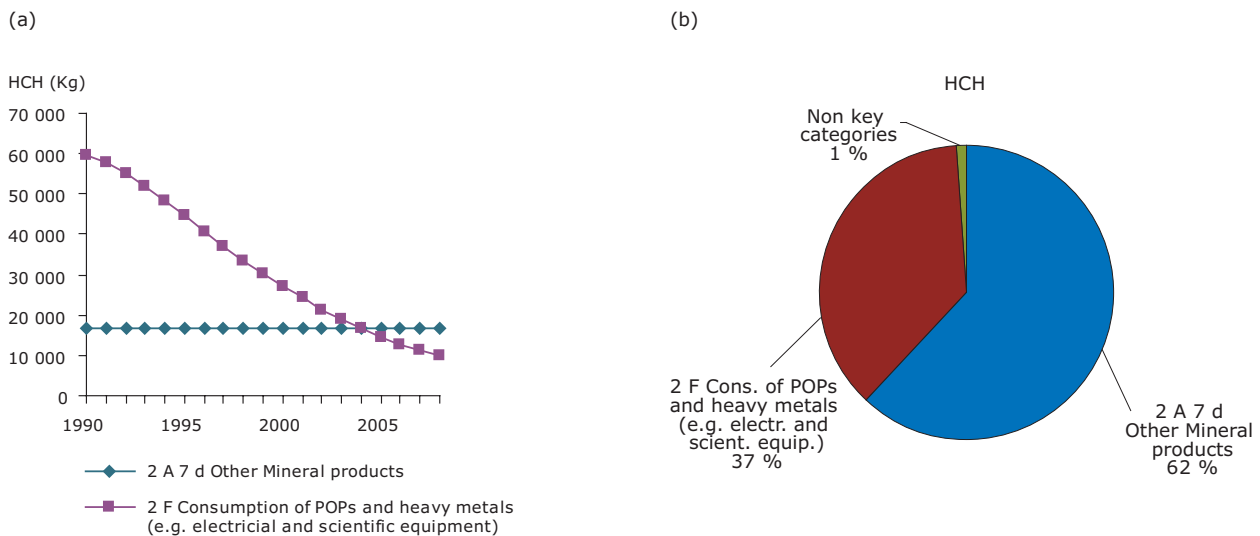 (a)
HCH (Kg)
70 000
60 000
50 000
40 000
30 000
20 000
10 000
0
1990
1995
2000
2005
2 A 7 d Other Mineral products
2 F Consumption of POPs and heavy metals
(e.g. electricial and scientific equipment)
(b)
HCH
Non key
categories
1 %
2 F Cons. of POPs
and heavy metals
(e.g. electr. and
scient. equip.)
37 %
2 A 7 d
Other Mineral
products
62 %